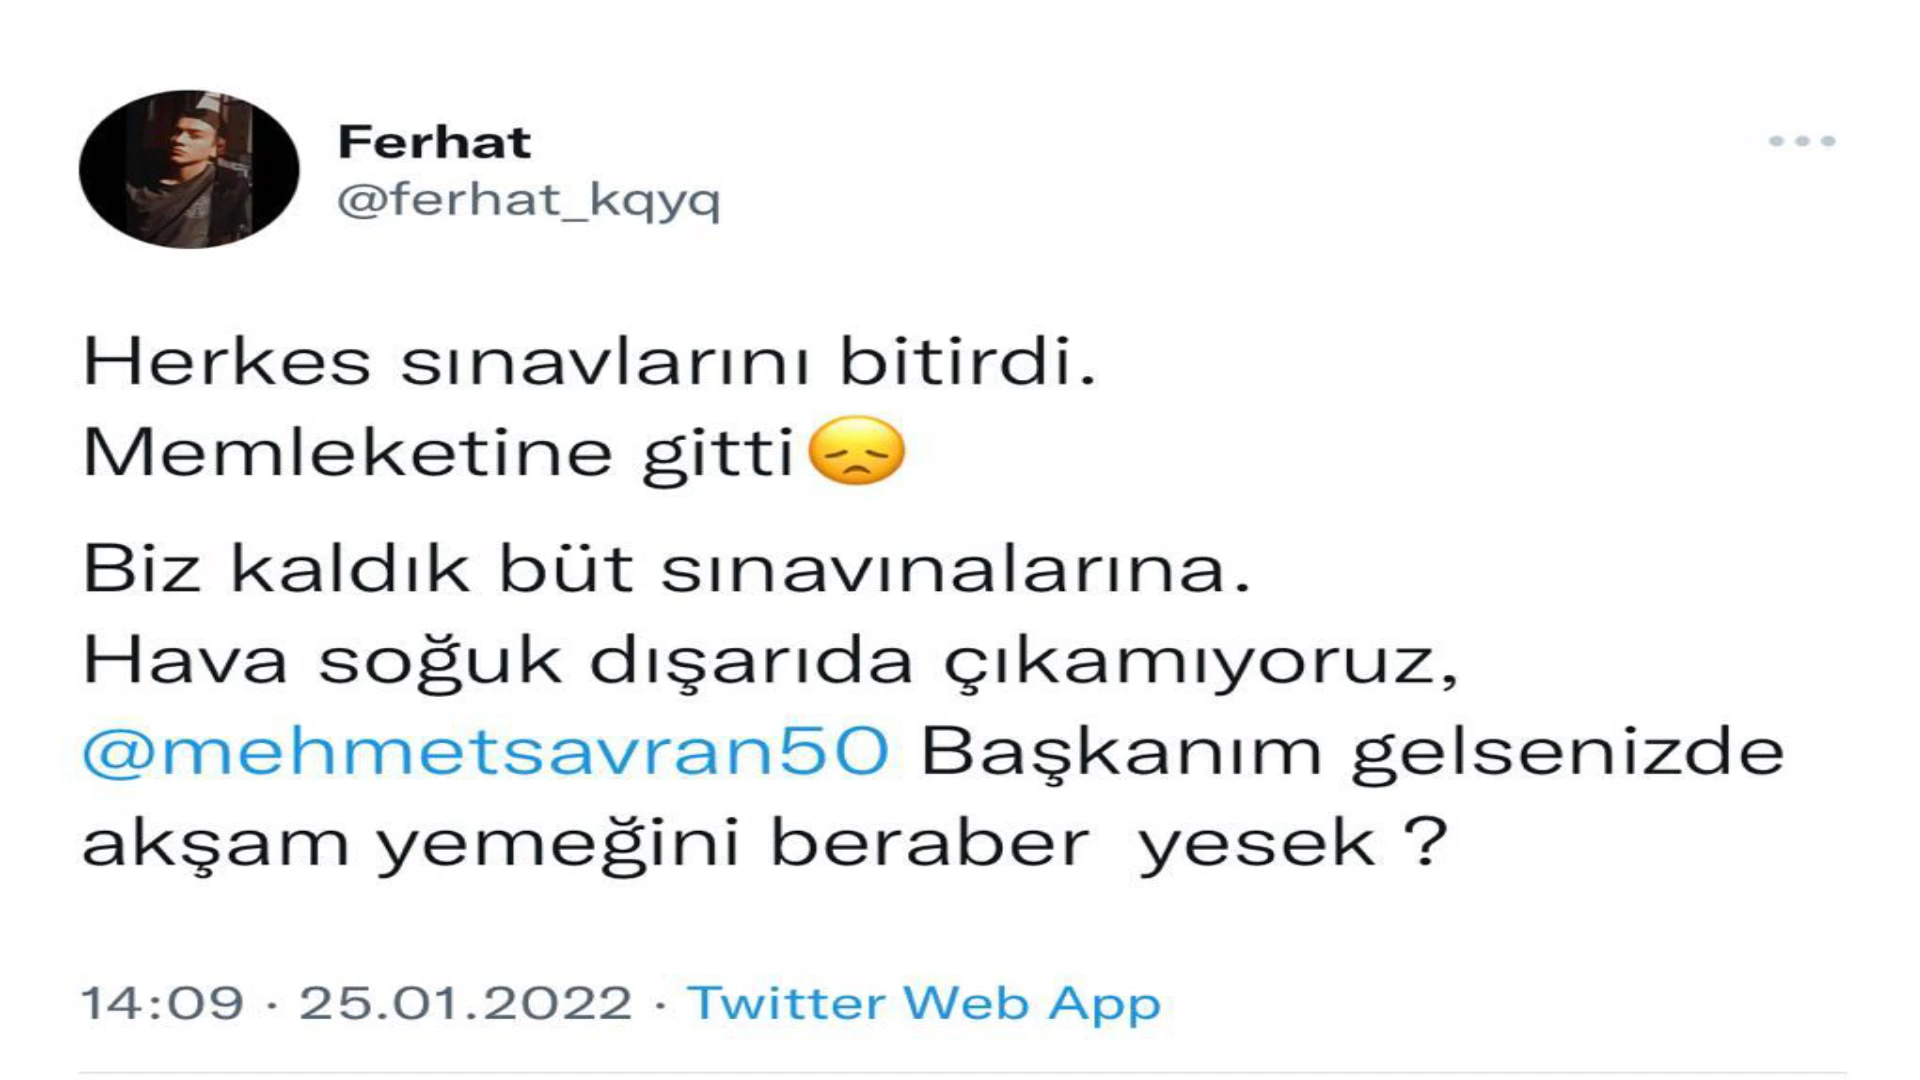 Ferhat
@ferhat_kqyq
Herkes sınavlarını bitirdi.
Memleketine gitti😞
Biz kaldık büt sınavınalarına.
Hava soğuk dışarıda çıkamıyoruz,
@mehmetsavran50 Başkanım gelsenizde
akşam yemeğini beraber  yesek ?
14:09 · 25.01.2022 · Twitter Web App